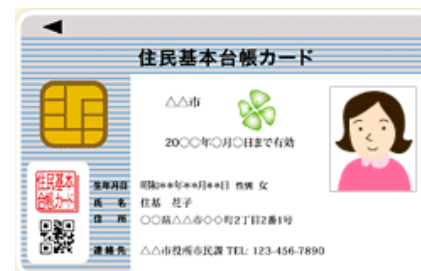 住民基本台帳カード
△△市
20○○年○月○日まで有効
住民基本
台帳カード
生年月日 昭和**年**月**日 性別 女
氏 名 住基 花子
住 所 ○○県△△市◇◇町2丁目2番1号
連絡先 △△市役所市民課 TEL: 123-456-7890